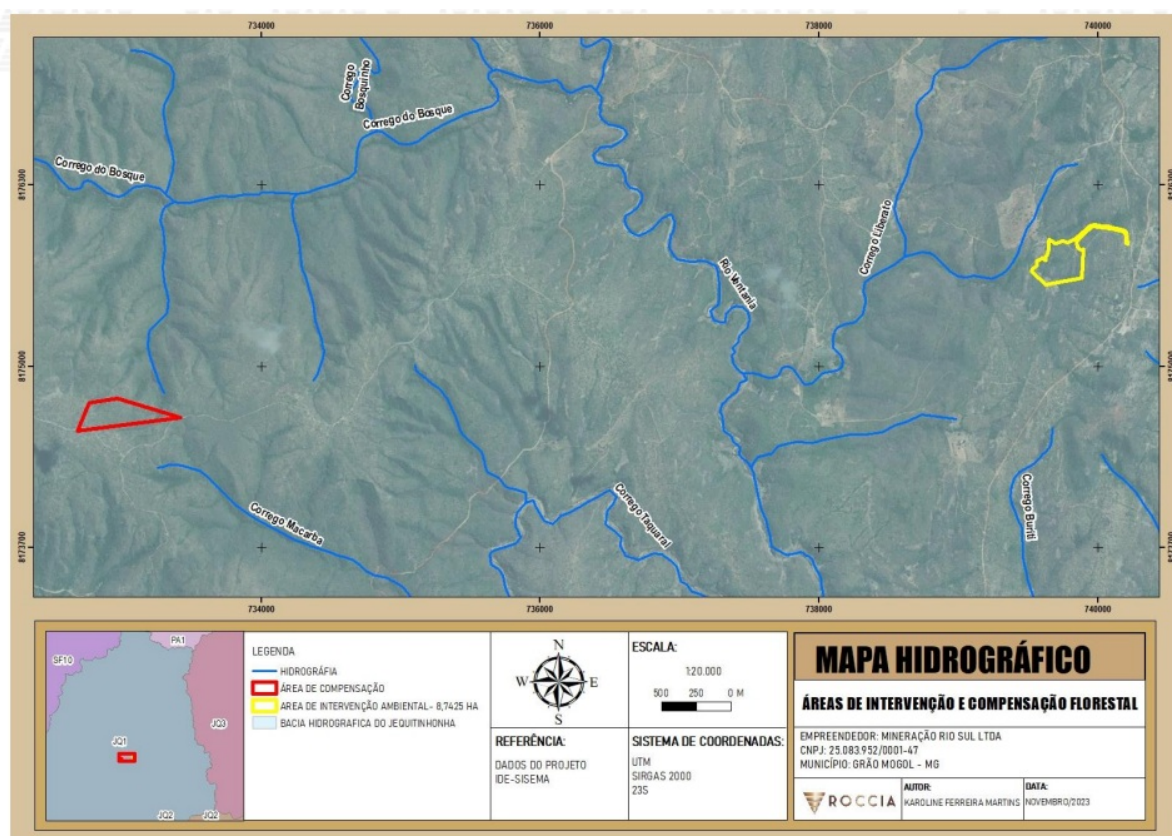 734000 736000 738000 740000
8176300 8176300
8175000 8175000
8173700 8173700
Corrego Bosquinho
Corrego do Bosque
Corrego do Bosque
Rio Ventania
Corrego Liberato
Corrego Macarba
Corrego Taquaral
Corrego Buriti
734000 736000 738000 740000
SF10
PA1
JQ1
JQ3
JQ2
JQ2
LEGENDA
HIDROGRÁFIA
ÁREA DE COMPENSAÇÃO
ÁREA DE INTERVENÇÃO AMBIENTAL- 8,7425 HA
BACIA HIDROGRAFICA DO JEQUITINHONHA
N
W E
S
REFERÊNCIA:
DADOS DO PROJETO
IDE-SISEMA
ESCALA:
1:20.000
500 250 0 M
SISTEMA DE COORDENADAS:
UTM
SIRGAS 2000
23S
MAPA HIDROGRÁFICO
ÁREAS DE INTERVENÇÃO E COMPENSAÇÃO FLORESTAL
EMPREENDEDOR: MINERAÇÃO RIO SUL LTDA
CNPJ: 25.083.952/0001-47
MUNICÍPIO: GRÃO MOGOL - MG
ROCCIA
AUTOR:
KAROLINE FERREIRA MARTINS
DATA:
NOVEMBRO/2023